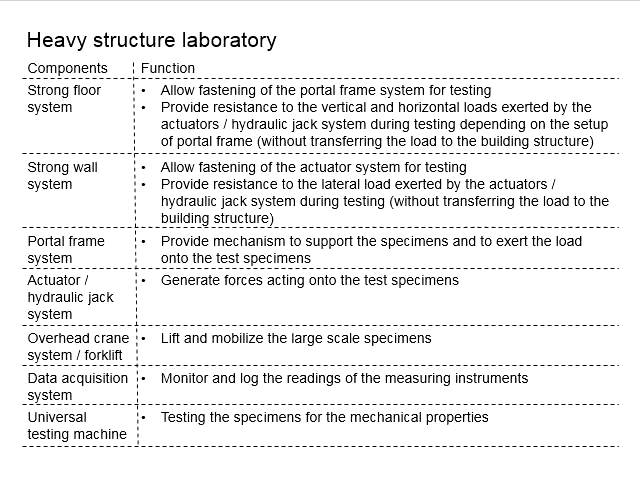 Heavy structure laboratory
Components Function
Strong floor system
• Allow fastening of the portal frame system for testing
• Provide resistance to the vertical and horizontal loads exerted by the
actuators / hydraulic jack system during testing depending on the setup
of portal frame (without transferring the load to the building structure)
Strong wall
system
• Allow fastening of the actuator system for testing
• Provide resistance to the lateral load exerted by the actuators /
hydraulic jack system during testing (without transferring the load to the
building structure)
Portal frame
system
• Provide mechanism to support the specimens and to exert the load
onto the test specimens
Actuator /
hydraulic jack
system
• Generate forces acting onto the test specimens
Overhead crane
system / forklift
• Lift and mobilize the large scale specimens
Data acquisition
system
• Monitor and log the readings of the measuring instruments
Universal
testing machine
• Testing the specimens for the mechanical properties